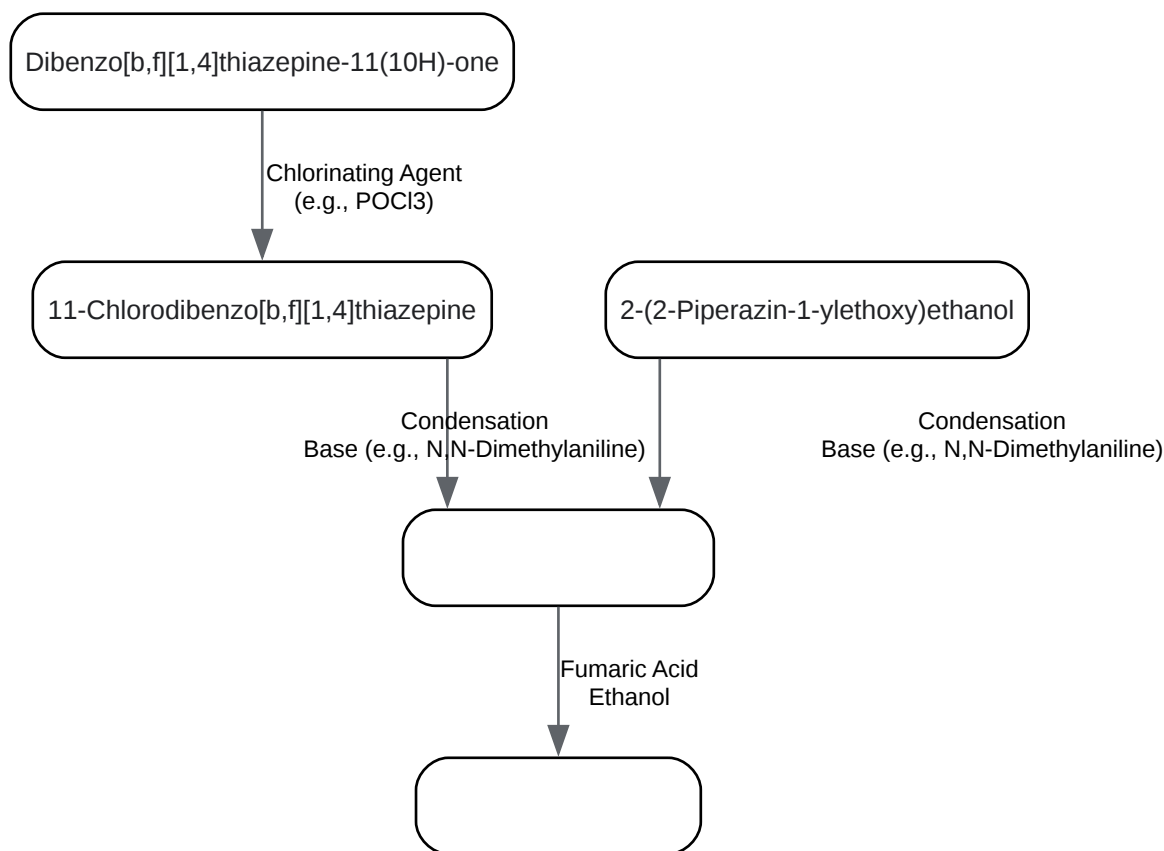 Dibenzo[b,f][1,4]thiazepine-11(10H)-one
Chlorinating Agent
(e.g., POCl3)
11-Chlorodibenzo[b,f][1,4]thiazepine
2-(2-Piperazin-1-ylethoxy)ethanol
Condensation
Base (e.g., N,N-Dimethylaniline)
Condensation
Base (e.g., N,N-Dimethylaniline)
Fumaric Acid
Ethanol